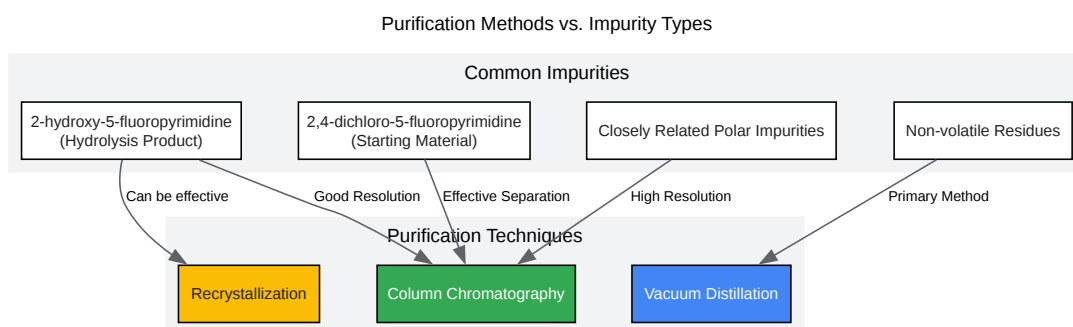 Purification Methods vs. Impurity Types
Common Impurities
2-hydroxy-5-fluoropyrimidine
(Hydrolysis Product)
2,4-dichloro-5-fluoropyrimidine
(Starting Material)
Closely Related Polar Impurities
Non-volatile Residues
Can be effective
Good Resolution
Effective Separation
High Resolution
Primary Method
Purification Techniques
Recrystallization
Column Chromatography
Vacuum Distillation